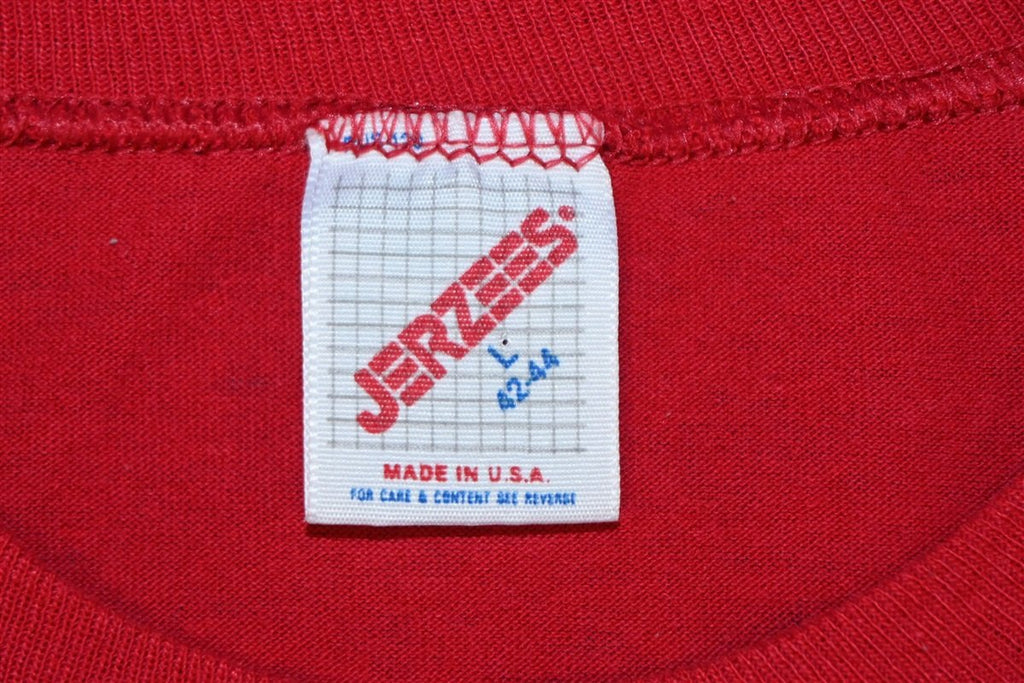 JERZEES.
L
42-44
MADE IN U.S.A.
FOR CARE & CONTENT SEE REVERSE